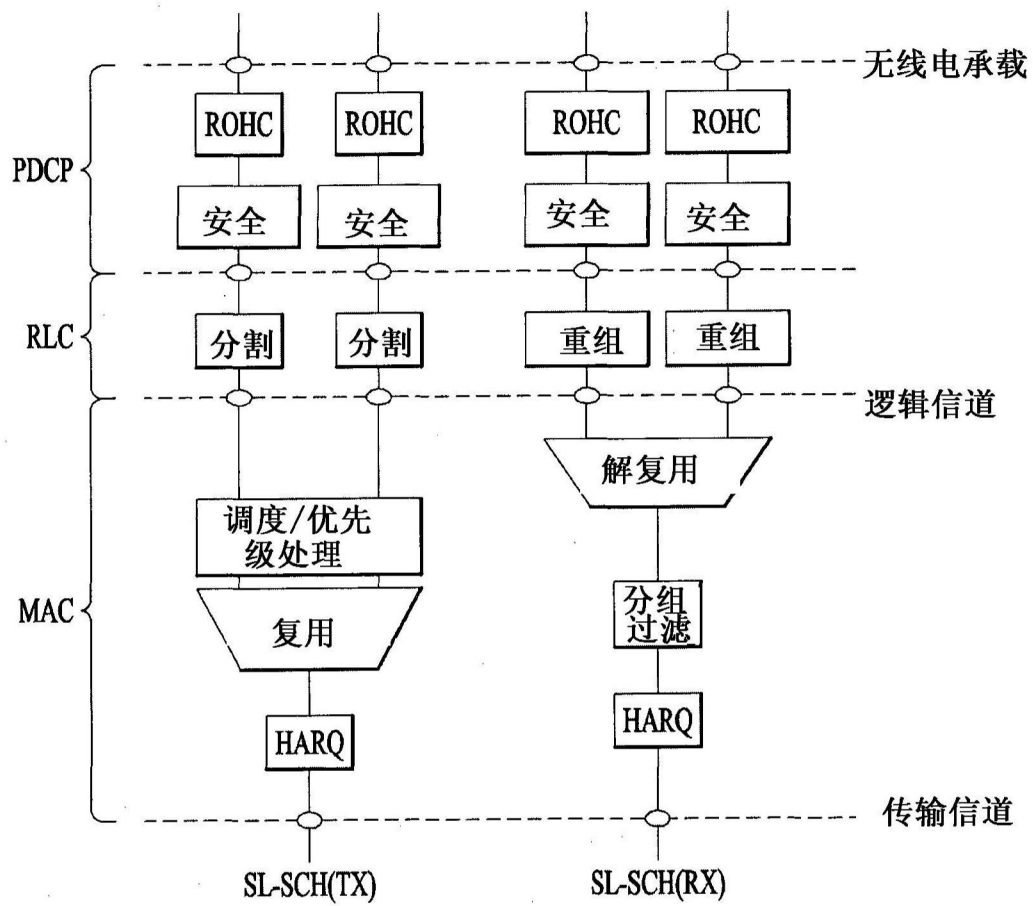 无线电承载
ROHC
ROHC
ROHC
ROHC
PDCP
安全
安全
安全
安全
RLC
分割
分割
重组
重组
逻辑信道
解复用
调度/优先
级处理
MAC
分组
过滤
复用
HARQ
HARQ
传输信道
SL-SCH(TX)
SL-SCH(RX)